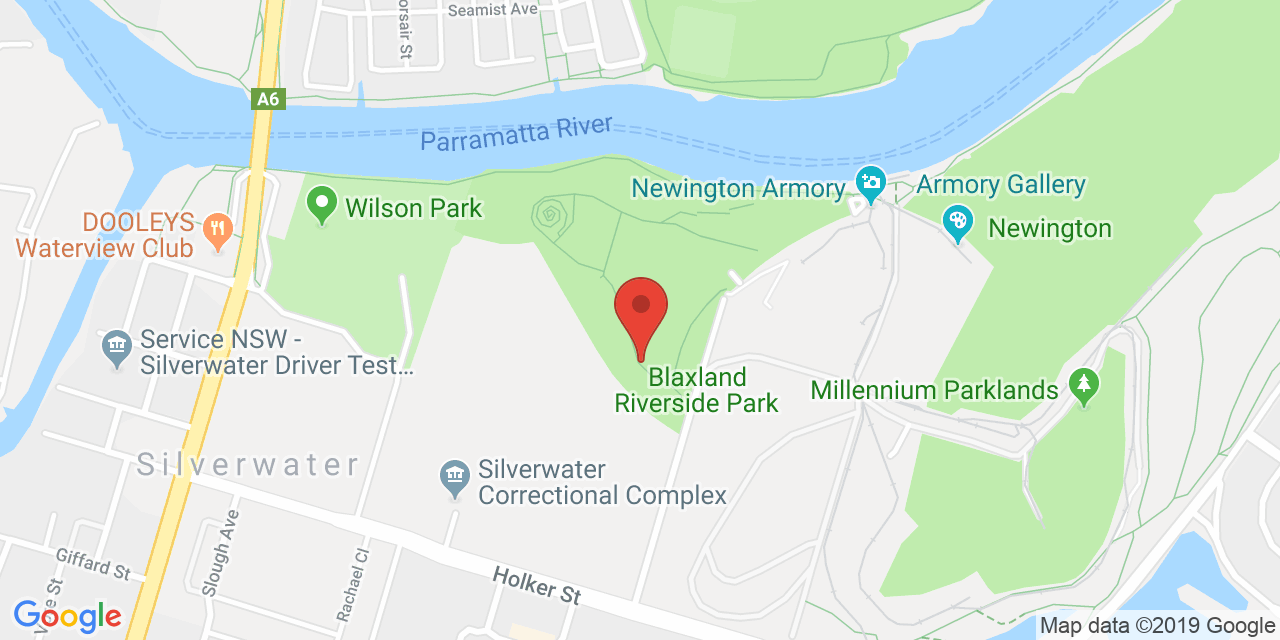 Seamist Ave
orsair St
A6
Parramatta River
Newington Armory
Armory Gallery
Wilson Park
DOOLEYS
Waterview Club
Newington
Service NSW -
Silverwater Driver Test...
Blaxland
Riverside Park
Millennium Parklands
Silverwater
Silverwater
Correctional Complex
Slough Ave
Giffard St
Rachael Cl
Holker St
St
Google
Map data ©2019 Google